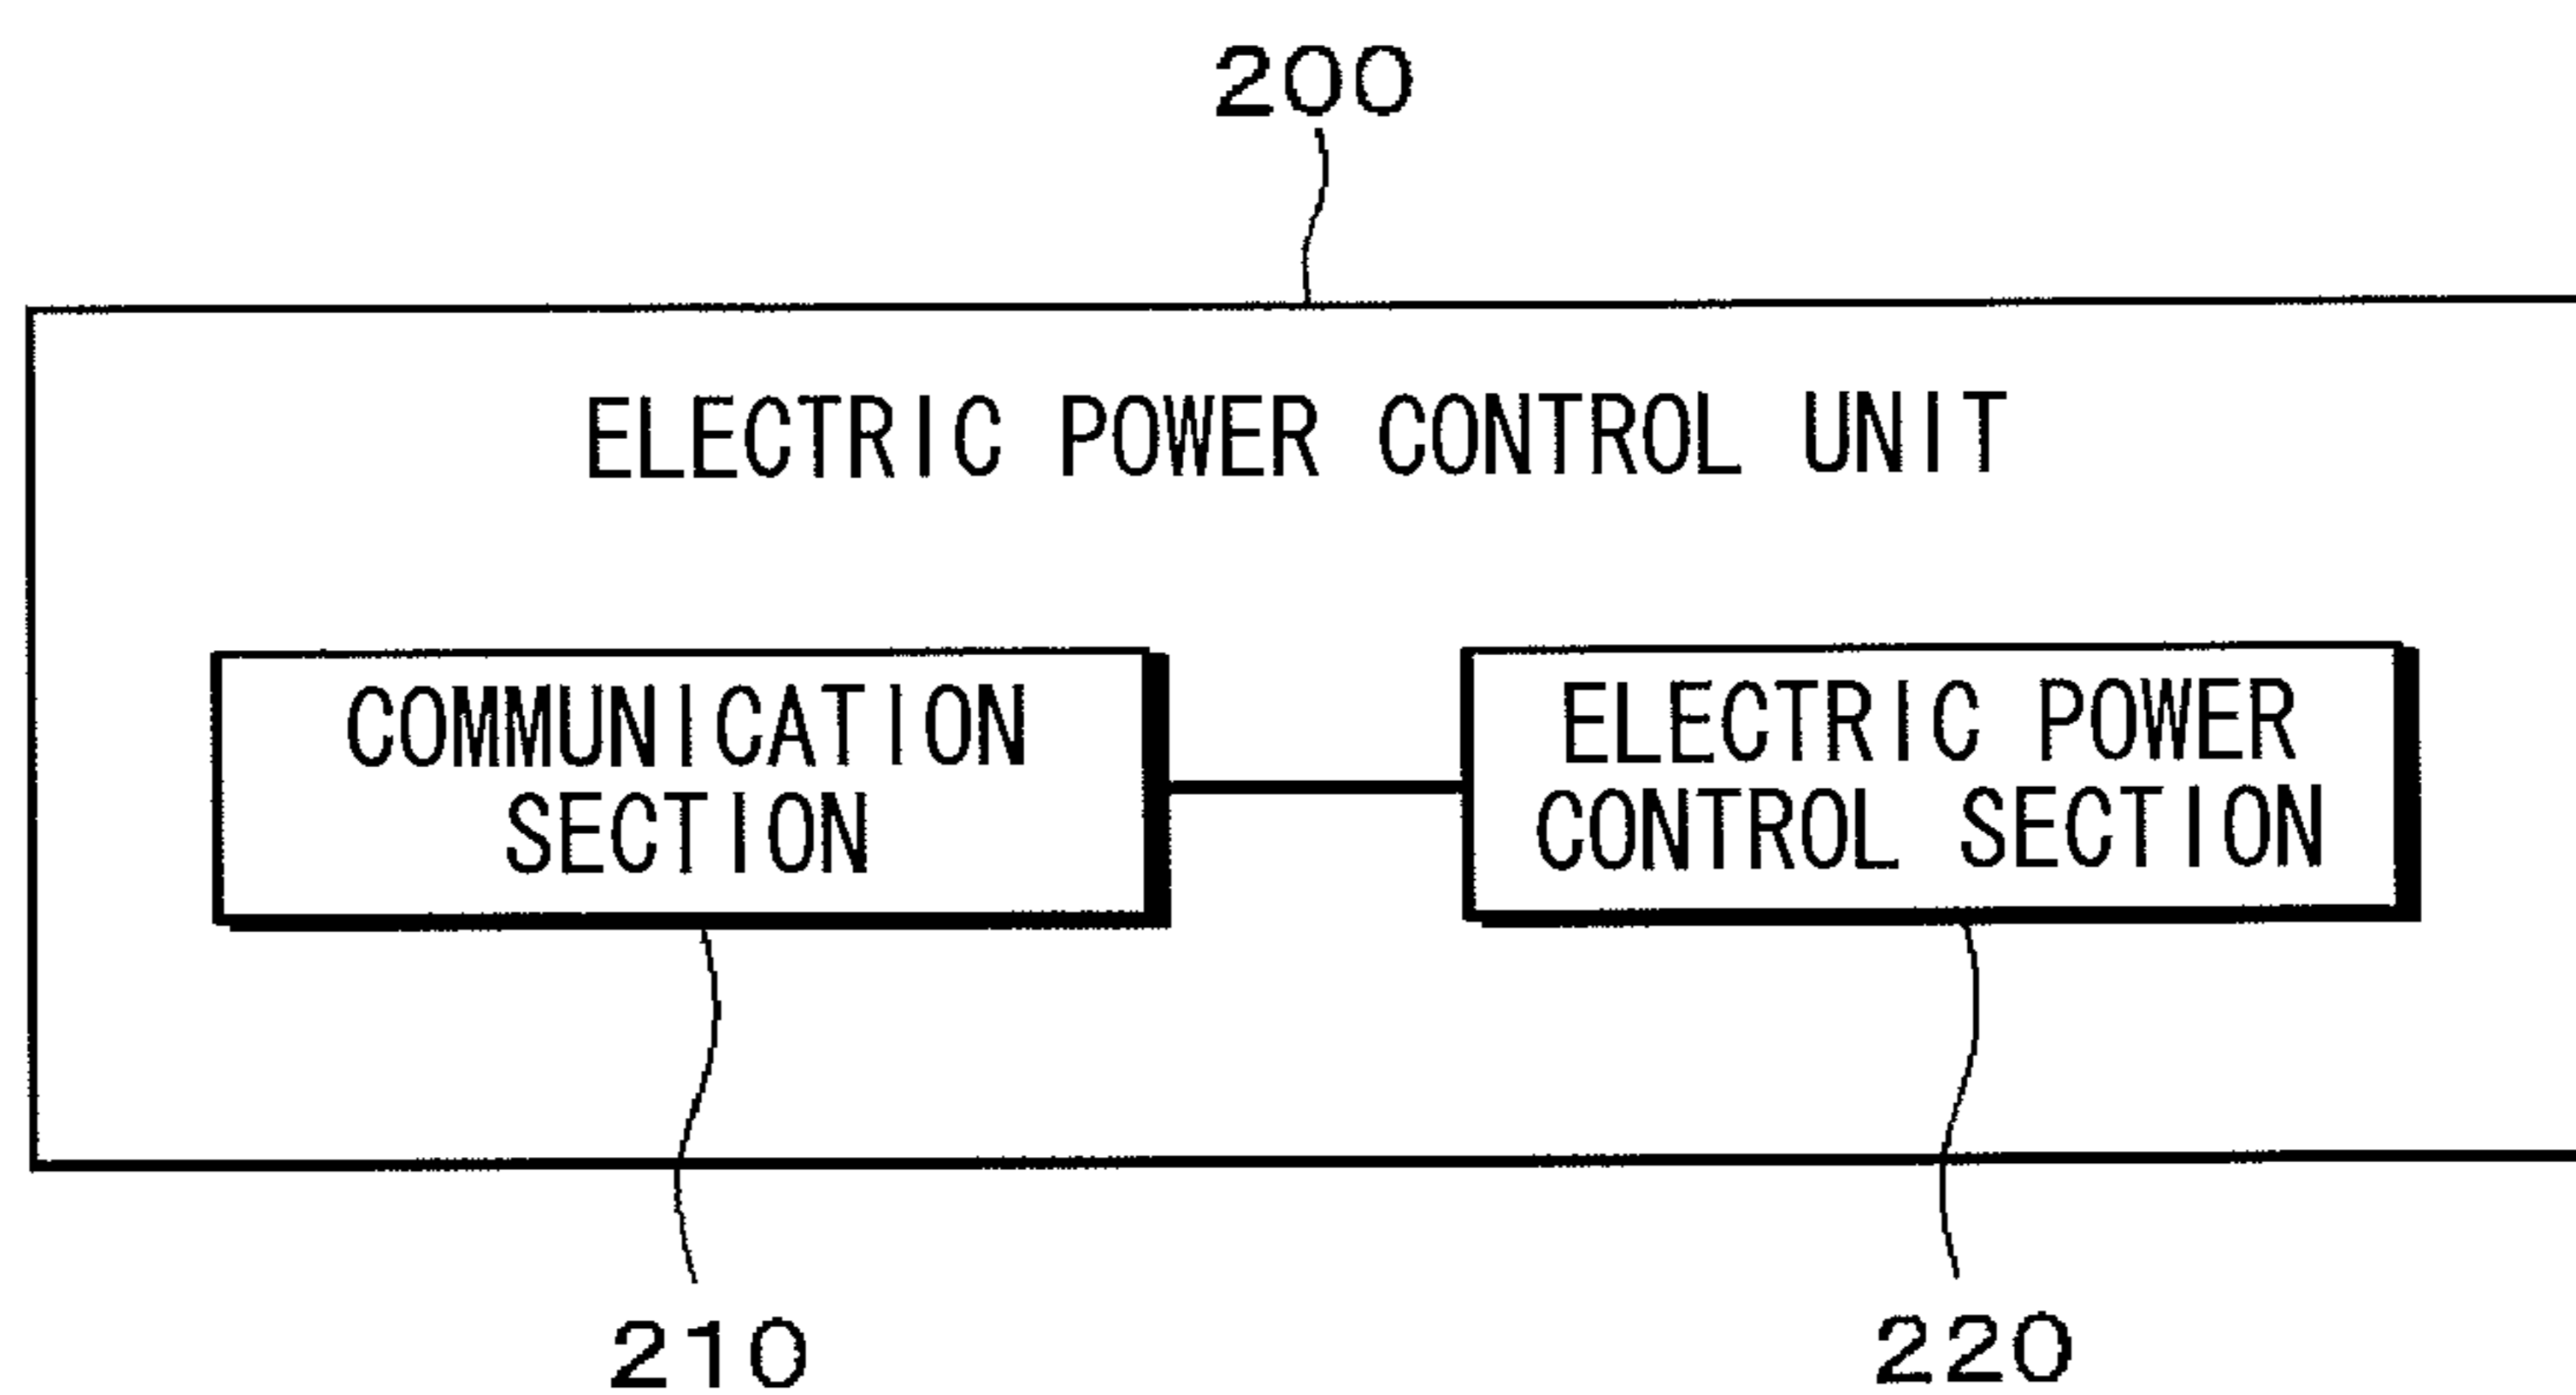 200
ELECTRIC POWER CONTROL UNIT
COMMUNICATION
SECTION
ELECTRIC POWER
CONTROL SECTION
210
220